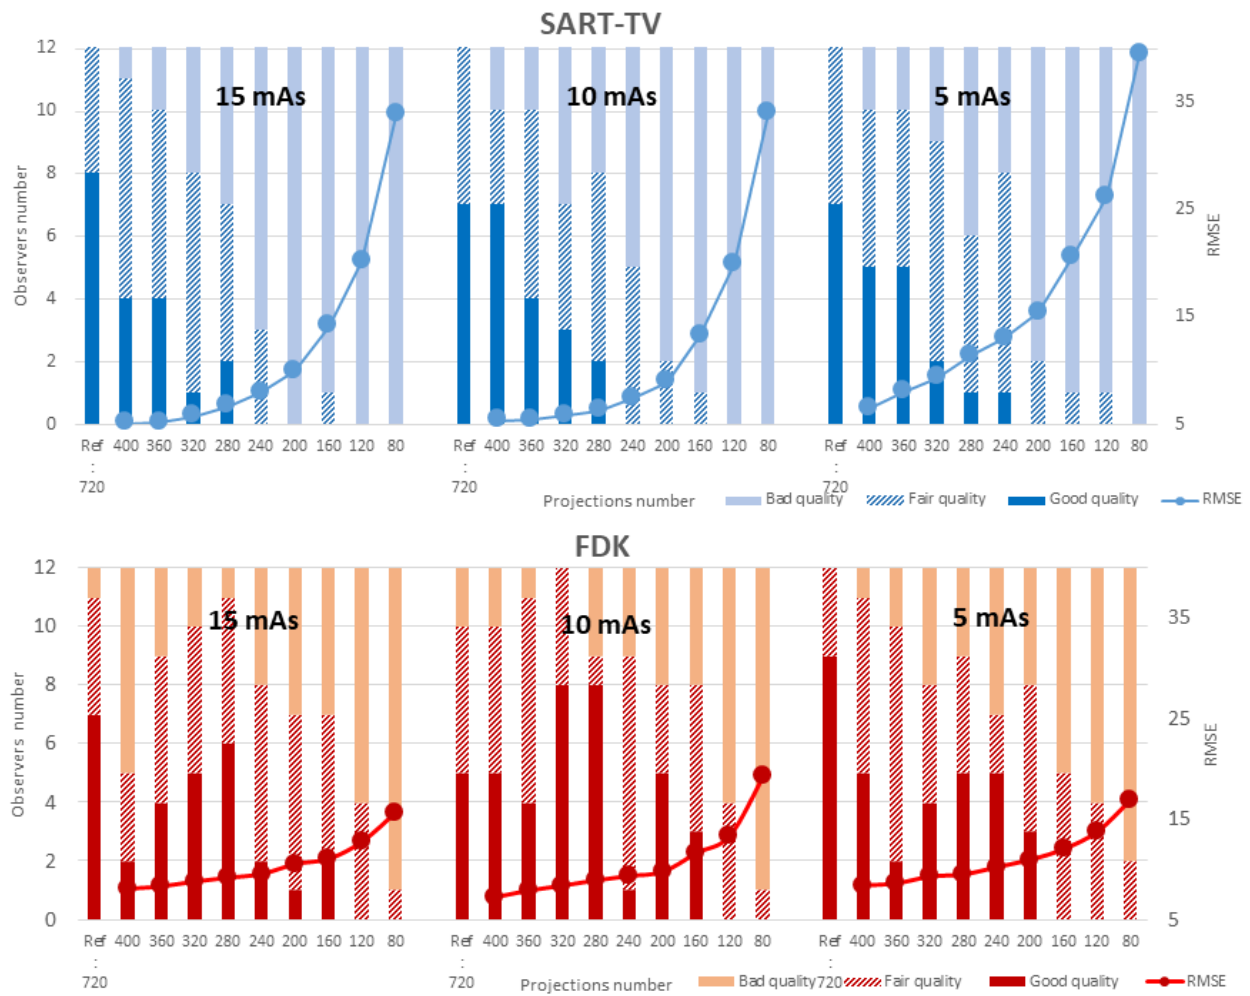 SART-TV
12
10
8
6
4
2
0
Observers number
15 mAs
10 mAs
5 mAs
35
25
15
5
RMSE
Ref 400 360 320 280 240 200 160 120 80
:
720
Ref 400 360 320 280 240 200 160 120 80
:
720
Ref 400 360 320 280 240 200 160 120 80
:
720
Projections number
Bad quality Fair quality Good quality RMSE
FDK
12
10
8
6
4
2
0
Observers number
15 mAs
10 mAs
5 mAs
35
25
15
5
RMSE
Ref 400 360 320 280 240 200 160 120 80
:
720
Ref 400 360 320 280 240 200 160 120 80
:
720
Ref 400 360 320 280 240 200 160 120 80
:
720
Projections number
Bad quality Fair quality Good quality RMSE